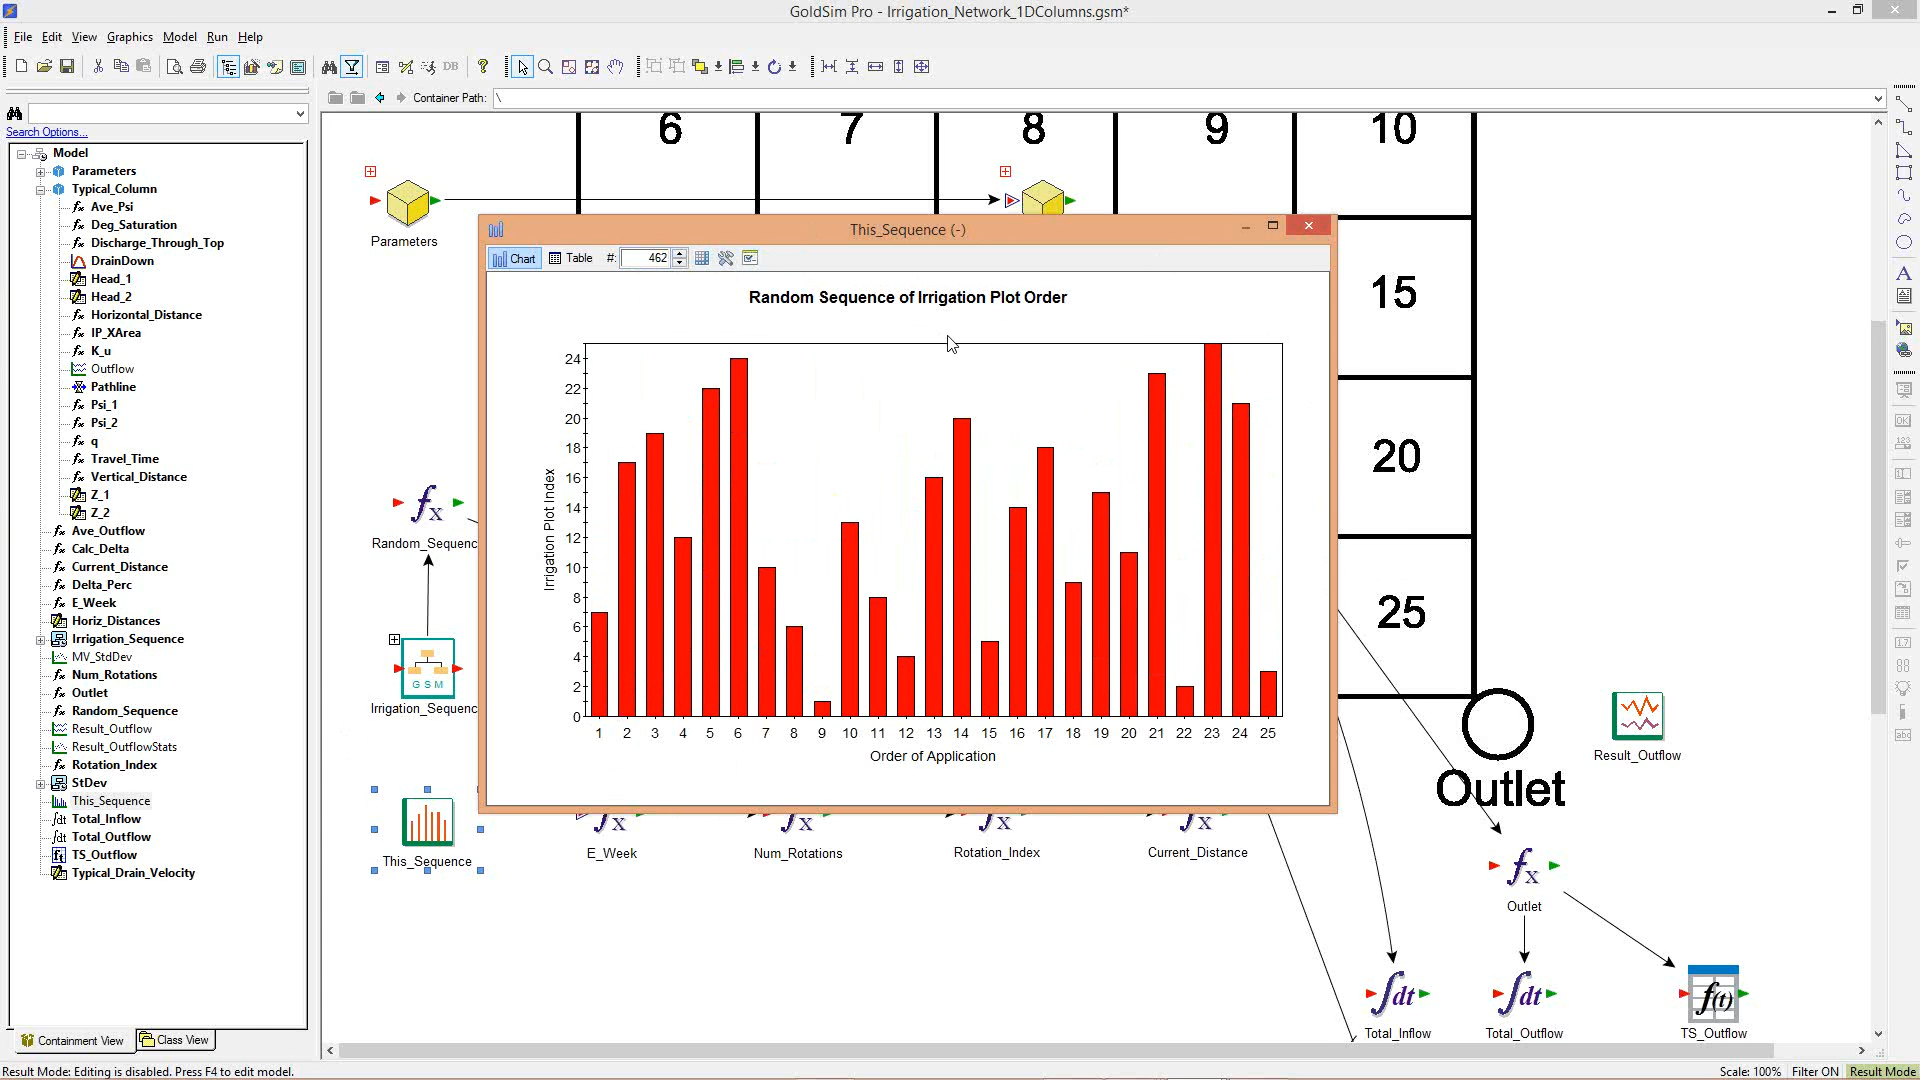 GoldSim Pro - Irrigation_Network_1DColumns.gsm*
File Edit View Graphics Model Run Help
DB
Container Path: \
Search Options...
Model
Parameters
Typical_Column
Ave_Psi
Deg_Saturation
Discharge_Through_Top
DrainDown
Head_1
Head_2
Horizontal_Distance
IP_XArea
K_u
Outflow
Pathline
Psi_1
Psi_2
q
Travel_Time
Vertical_Distance
Z_1
Z_2
Ave_Outflow
Calc_Delta
Current_Distance
Delta_Perc
E_Week
Horiz_Distances
Irrigation_Sequence
MV_StdDev
Num_Rotations
Outlet
Random_Sequence
Result_Outflow
Result_OutflowStats
Rotation_Index
StDev
This_Sequence
Total_Inflow
Total_Outflow
TS_Outflow
Typical_Drain_Velocity
Containment View Class View
6 7 8 9 10
15
20
25
Parameters
Random_Sequenc
GSM
Irrigation_Sequenc
This_Sequence
E_Week
Num_Rotations
Rotation_Index
Current_Distance
Outlet
Result_Outflow
Outlet
Total_Inflow
Total_Outflow
TS_Outflow
This_Sequence (-)
Chart Table #: 462
Random Sequence of Irrigation Plot Order
Irrigation Plot Index
24
22
20
18
16
14
12
10
8
6
4
2
0
1 2 3 4 5 6 7 8 9 10 11 12 13 14 15 16 17 18 19 20 21 22 23 24 25
Order of Application
Result Mode: Editing is disabled. Press F4 to edit model.
Scale: 100% Filter ON Result Mode